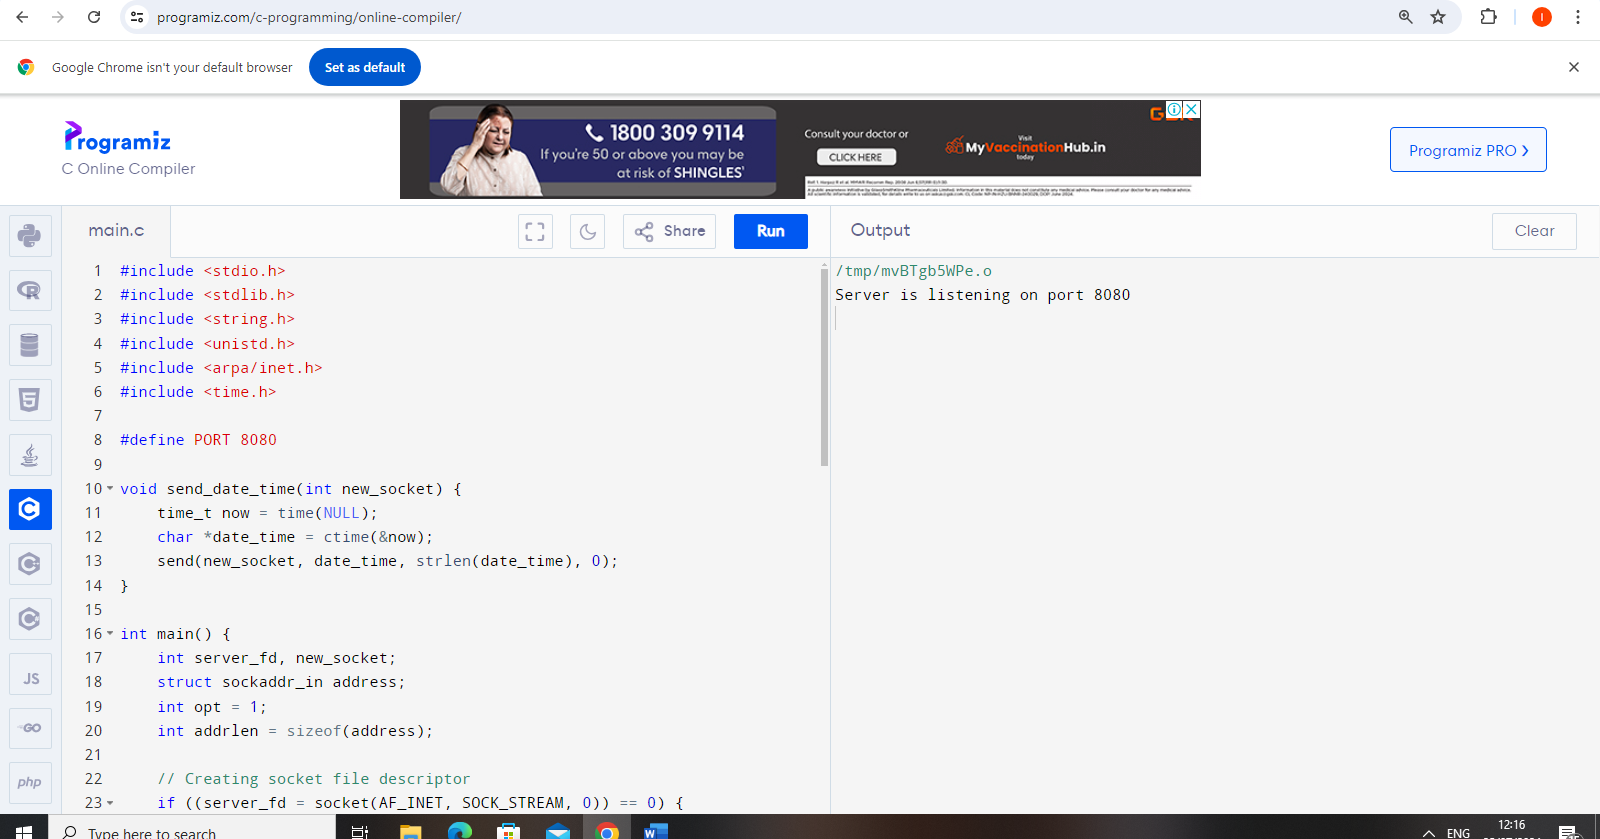 programiz.com/c-programming/online-compiler/
Google Chrome isn't your default browser
Set as default
Programiz
C Online Compiler
1800 309 9114
If you're 50 or above you may be
at risk of SHINGLES*
Consult your doctor or
CLICK HERE
Visit
MyVaccinationHub.in
today
Programiz PRO
main.c
Share
Run
Output
Clear
1 #include <stdio.h>
2 #include <stdlib.h>
3 #include <string.h>
4 #include <unistd.h>
5 #include <arpa/inet.h>
6 #include <time.h>
7
8 #define PORT 8080
9
10 void send_date_time(int new_socket) {
11 time_t now = time(NULL);
12 char *date_time = ctime(&now);
13 send(new_socket, date_time, strlen(date_time), 0);
14 }
15
16 int main() {
17 int server_fd, new_socket;
18 struct sockaddr_in address;
19 int opt = 1;
20 int addrlen = sizeof(address);
21
22 // Creating socket file descriptor
23 if ((server_fd = socket(AF_INET, SOCK_STREAM, 0)) == 0) {
/tmp/mvBTgb5WPe.o
Server is listening on port 8080
JS
GO
php
Type here to search
ENG
12:16